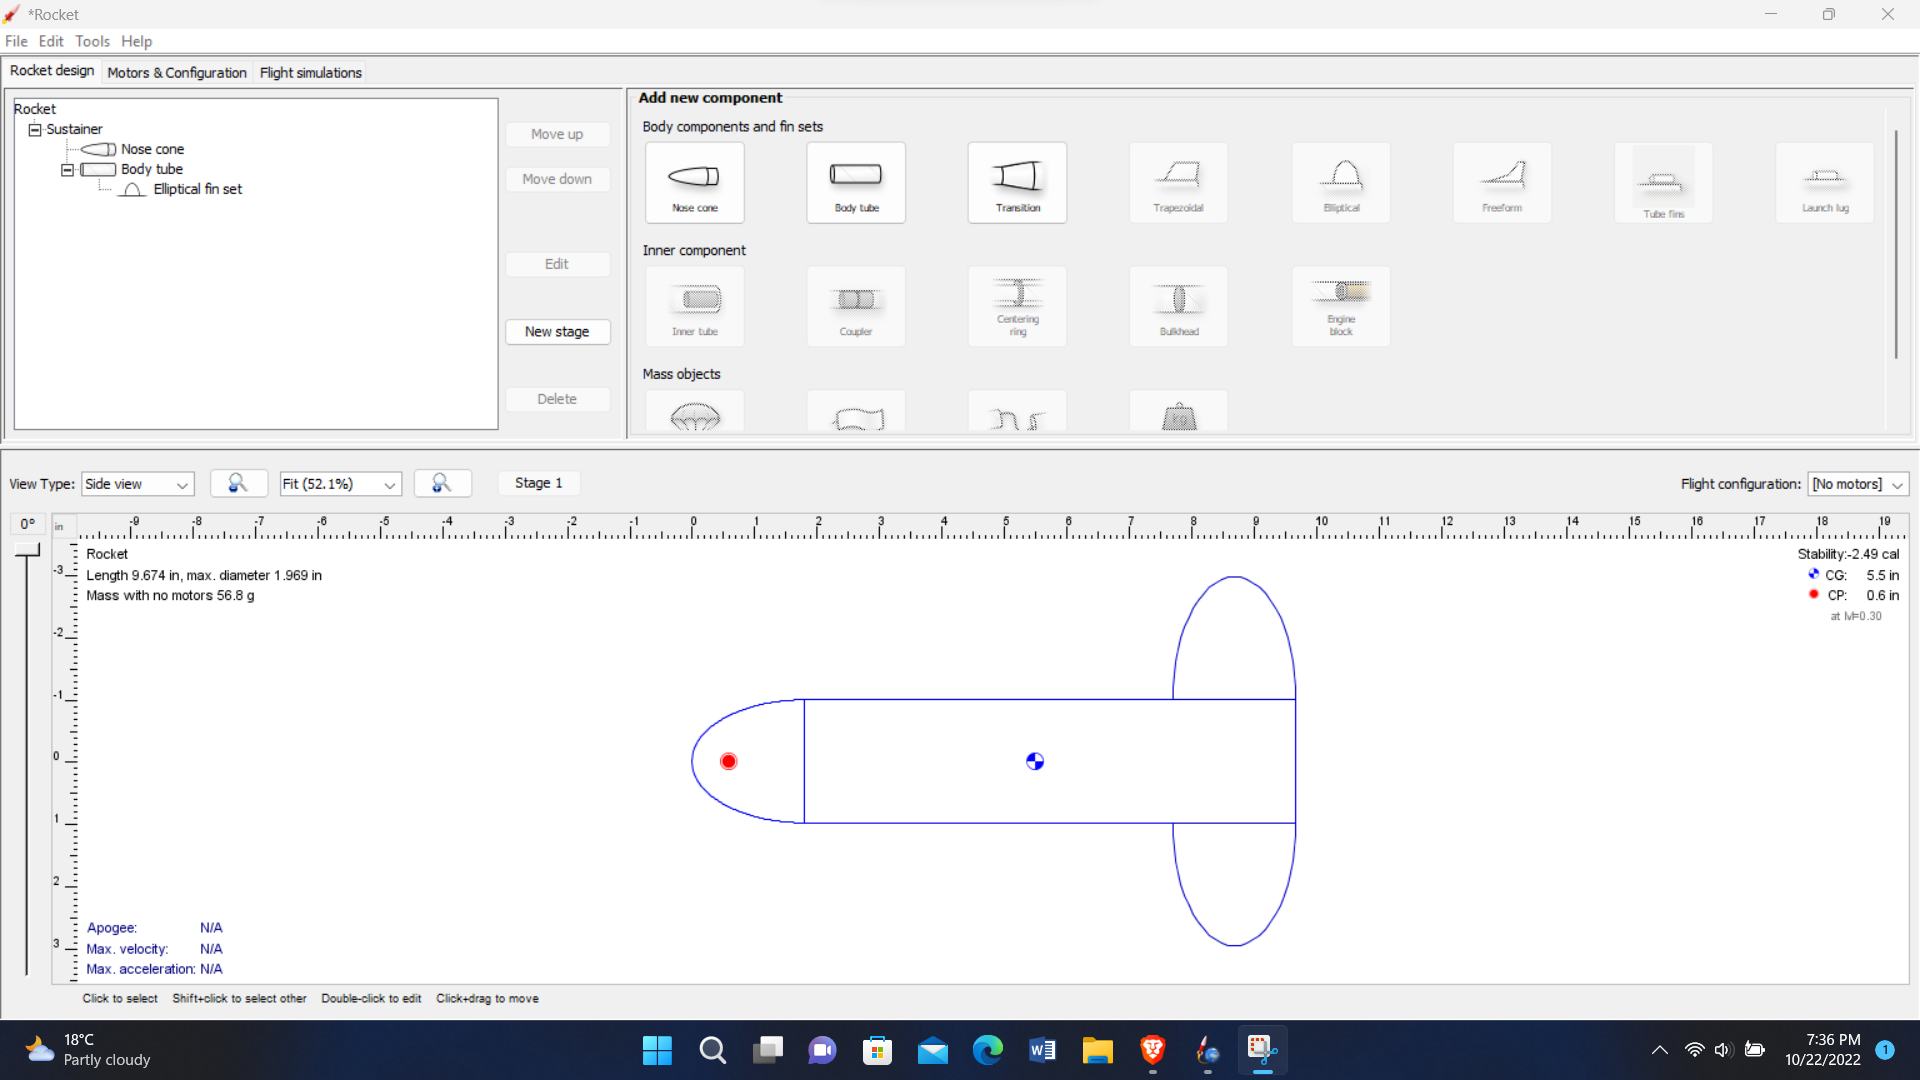 *Rocket
File Edit Tools Help
Rocket design Motors & Configuration Flight simulations
Rocket
Sustainer
Nose cone
Body tube
Elliptical fin set
Move up
Move down
Edit
New stage
Delete
Add new component
Body components and fin sets
Nose cone Body tube Transition Trapezoidal Elliptical Freeform Tube fins Launch lug
Inner component
Inner tube Coupler Centering ring Bulkhead Engine block
Mass objects
KG
View Type: Side view Fit (52.1%) Stage 1 Flight configuration: [No motors]
0°
in
-9 -8 -7 -6 -5 -4 -3 -2 -1 0 1 2 3 4 5 6 7 8 9 10 11 12 13 14 15 16 17 18 19
-3
-2
-1
0
1
2
3
Rocket
Length 9.674 in, max. diameter 1.969 in
Mass with no motors 56.8 g
Stability:-2.49 cal
CG: 5.5 in
CP: 0.6 in
at M=0.30
Apogee: N/A
Max. velocity: N/A
Max. acceleration: N/A
Click to select Shift+click to select other Double-click to edit Click+drag to move
18°C
Partly cloudy
W
7:36 PM
10/22/2022
1